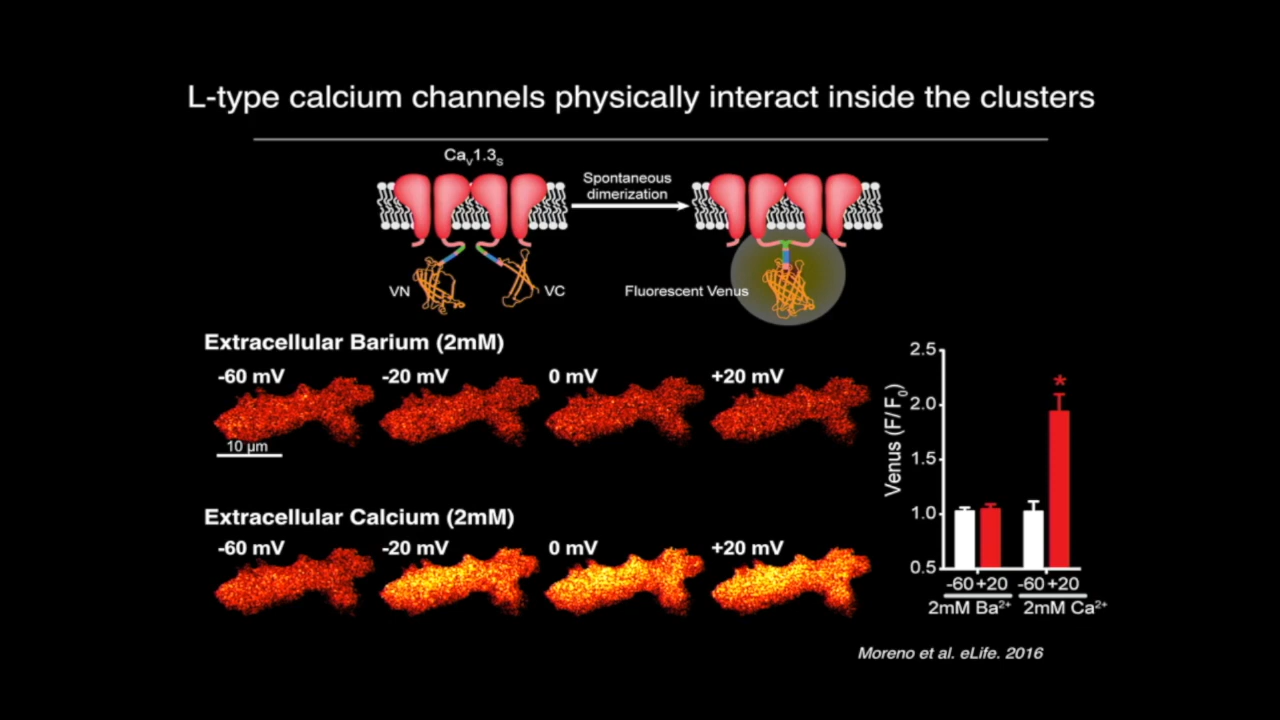 L-type calcium channels physically interact inside the clusters
Caᵥ1.3ₛ
Spontaneous
dimerization
VN
VC
Fluorescent Venus
Extracellular Barium (2mM)
-60 mV
-20 mV
0 mV
+20 mV
10 μm
Extracellular Calcium (2mM)
-60 mV
-20 mV
0 mV
+20 mV
Venus (F/F₀)
2.5
2.0
1.5
1.0
0.5
*
-60 +20 -60 +20
2mM Ba²⁺ 2mM Ca²⁺
Moreno et al. eLife. 2016